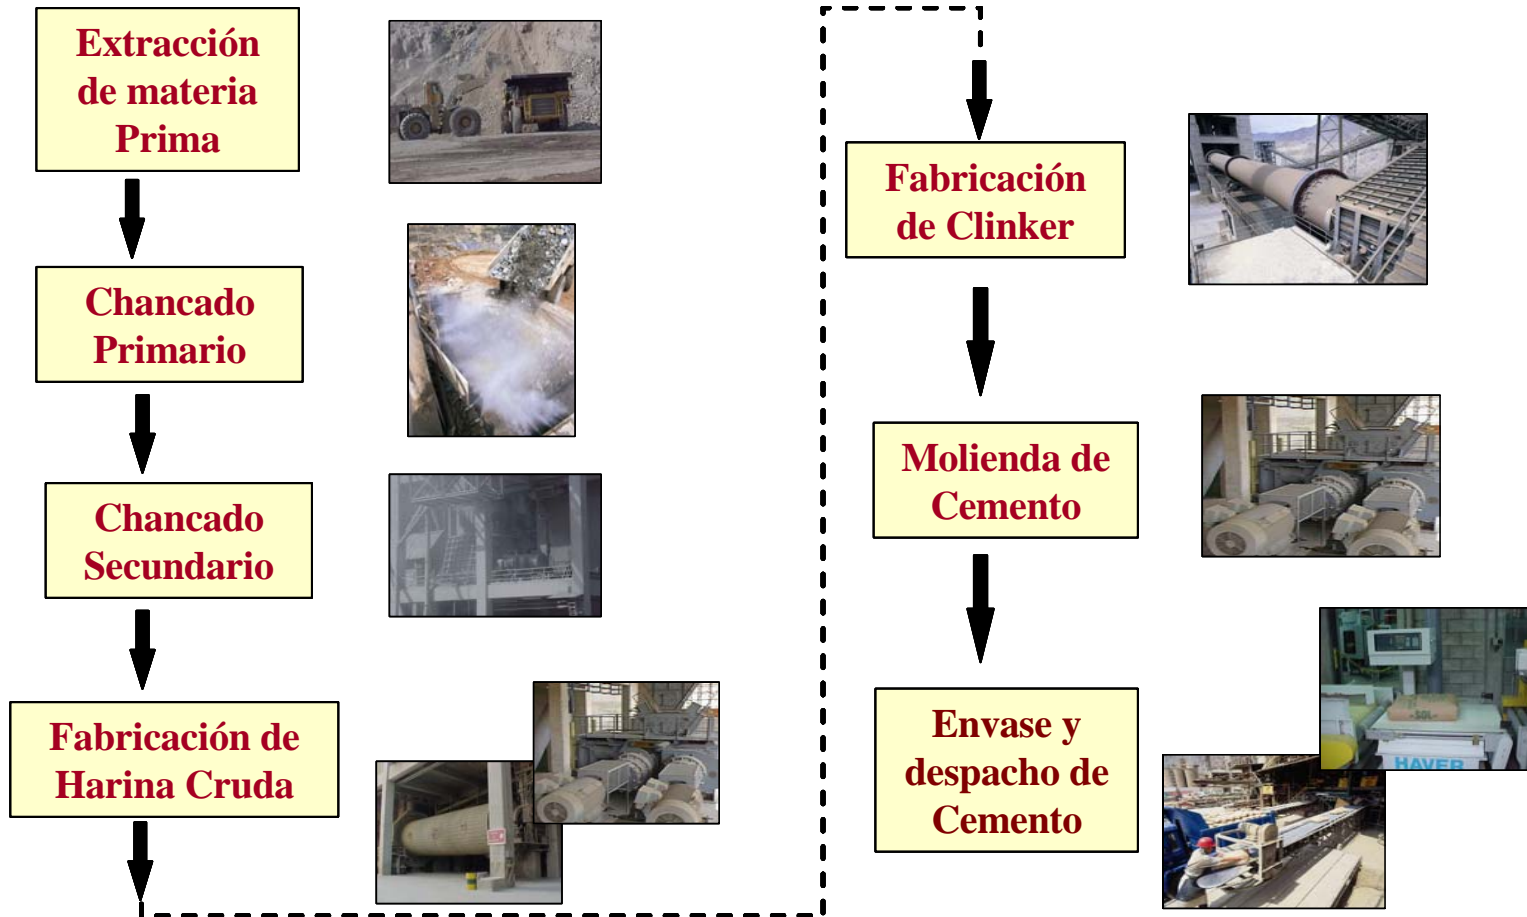 Extracción
de materia
Prima
Chancado
Primario
Chancado
Secundario
Fabricación de
Harina Cruda
Fabricación
de Clinker
Molienda de
Cemento
Envase y
despacho de
Cemento
-SOL-
HAVER